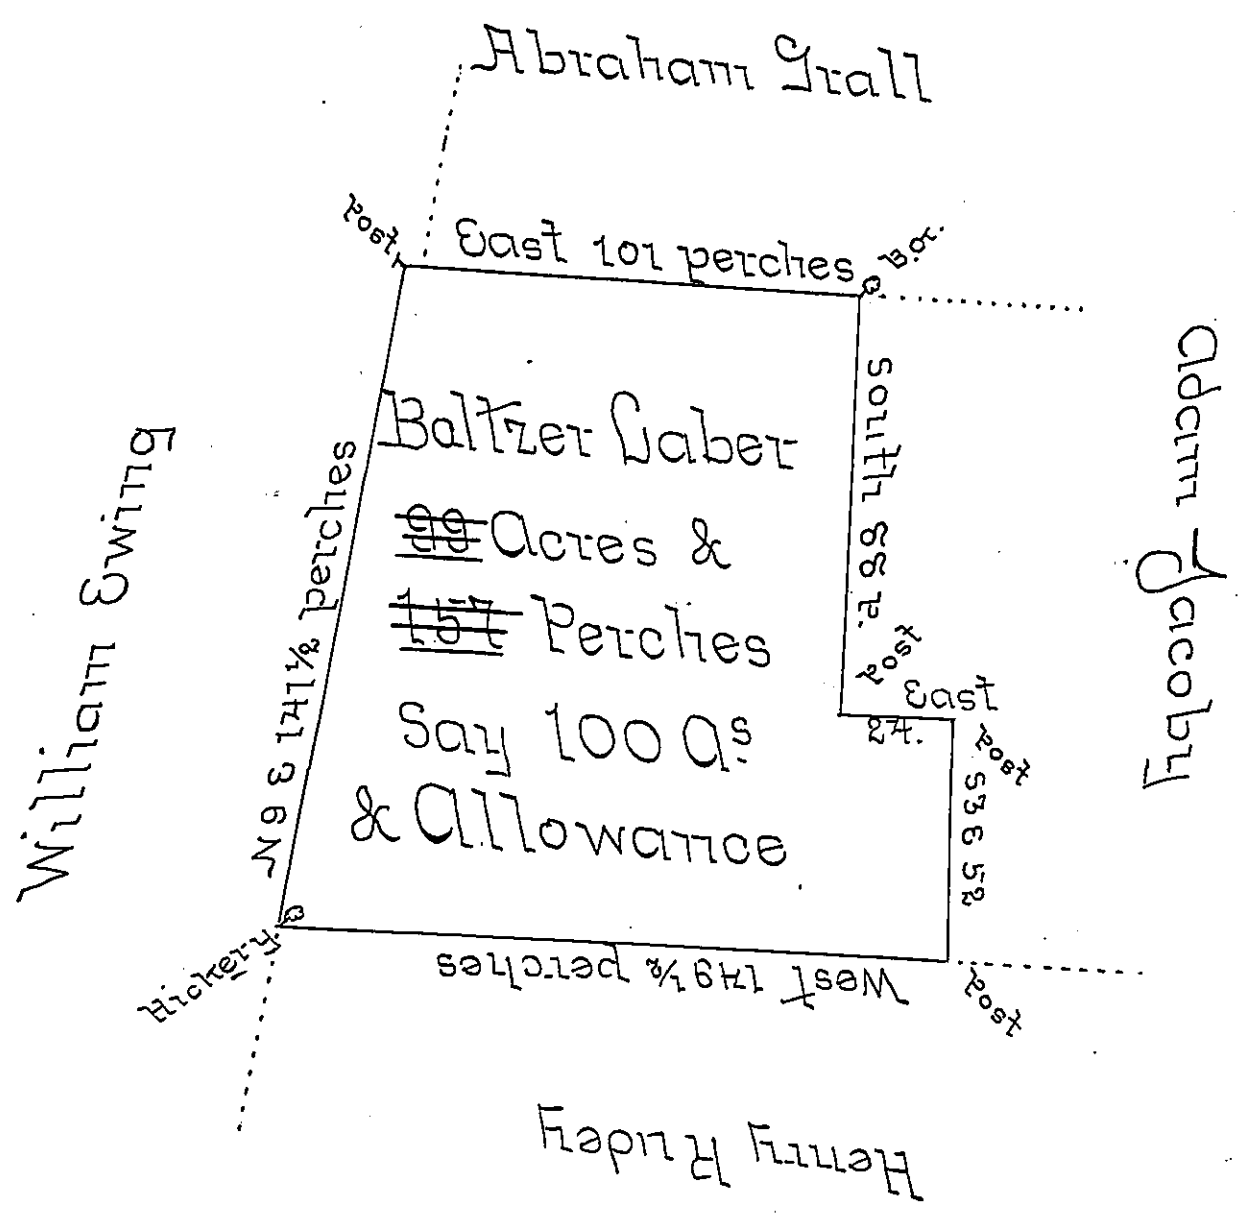 Abraham Grall
Post
East 101 perches
B.O.
South 88 P.
Adam Jacoby
Baltzer Laber
99 Acres &
157 Perches
Say 100 As.
& Allowance
Post
East
24.
Post
S 3 E 52
Post
West 149½ perches
Hickery
N 9 E 141½ perches
William Ewing
Henry Rudey